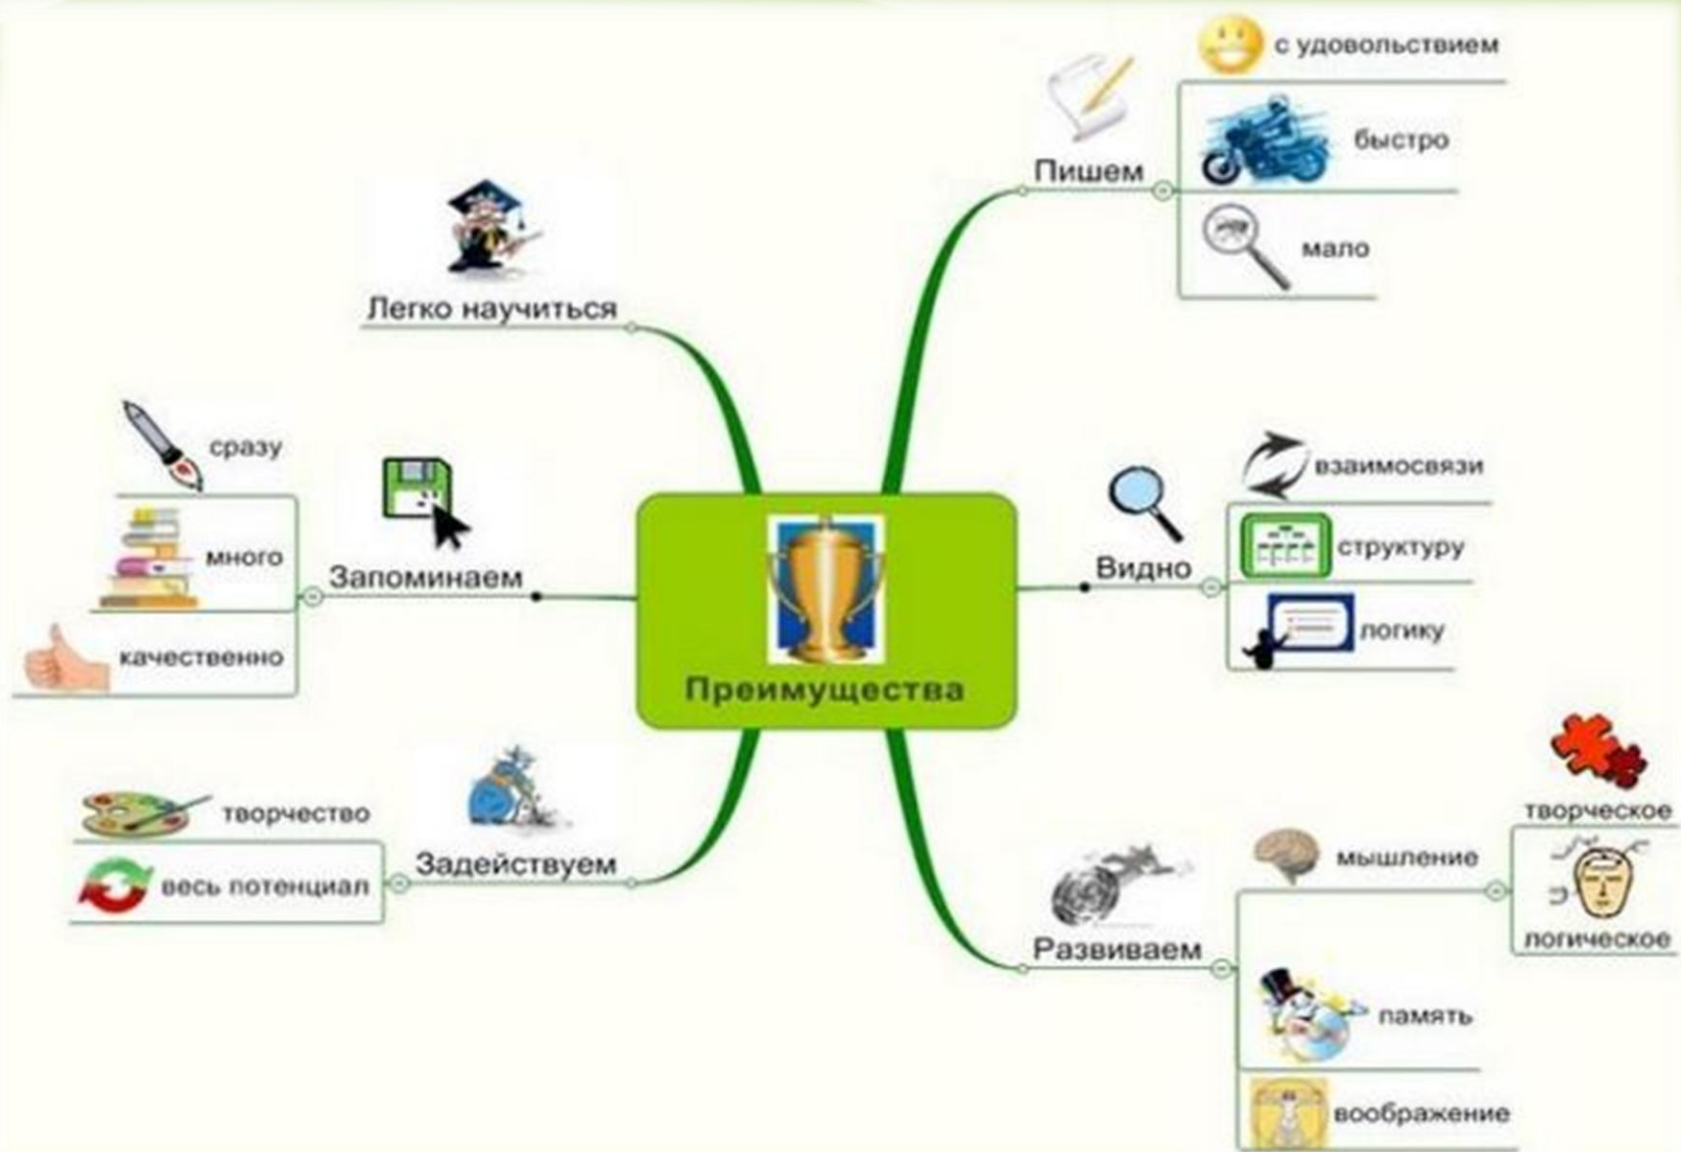 с удовольствием
быстро
Пишем
мало
Легко научиться
сразу
много
Запоминаем
качественно
взаимосвязи
Видно
структуру
логику
Преимущества
творчество
Задействуем
весь потенциал
творческое
мышление
логическое
Развиваем
память
воображение